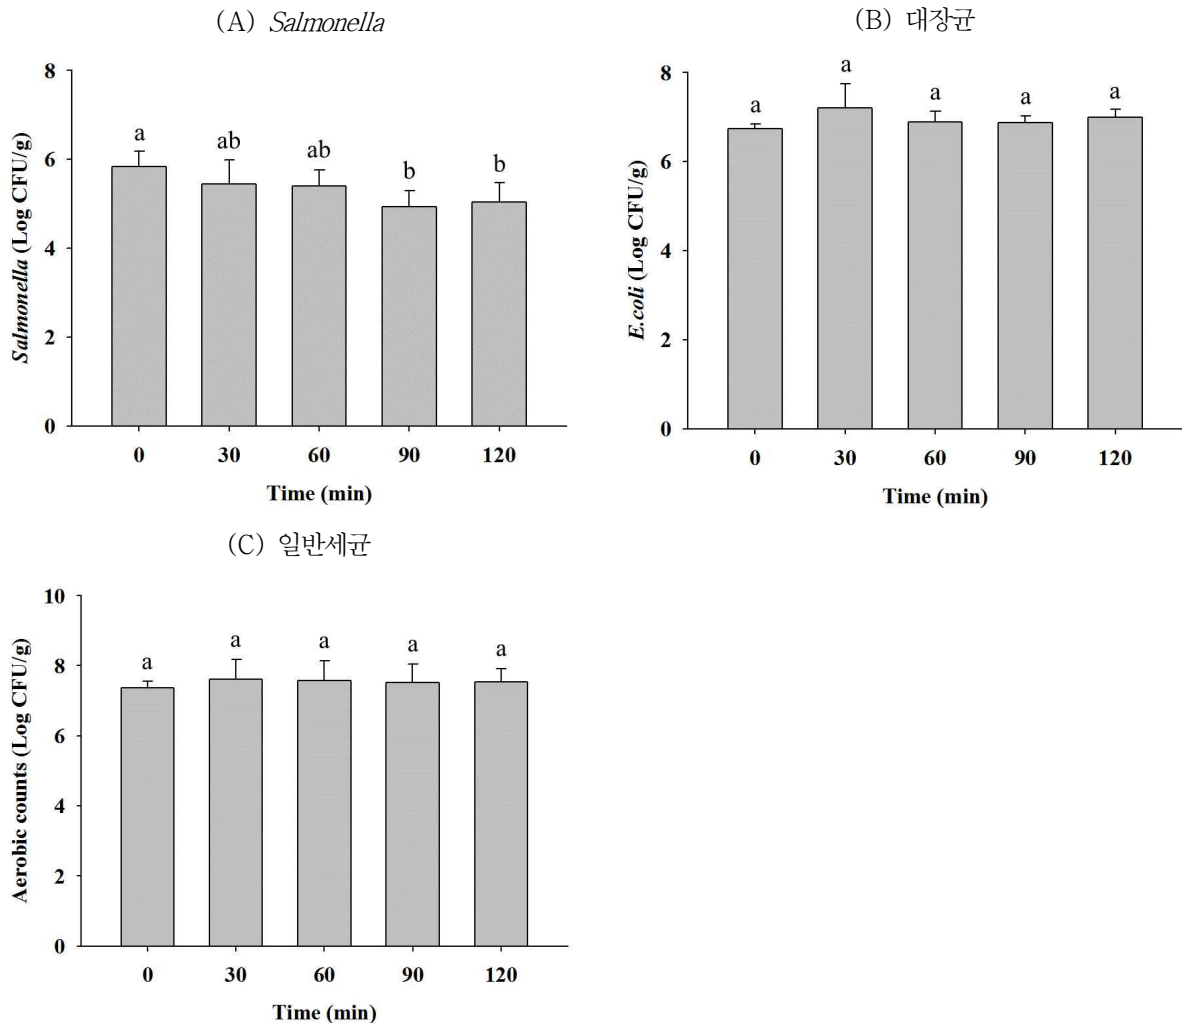 (A) Salmonella
8
6
4
2
0
Salmonella (Log CFU/g)
a
ab
ab
b
b
0 30 60 90 120
Time (min)
(B) 대장균
8
6
4
2
0
E.coli (Log CFU/g)
a
a
a
a
a
0 30 60 90 120
Time (min)
(C) 일반세균
10
8
6
4
2
0
Aerobic counts (Log CFU/g)
a
a
a
a
a
0 30 60 90 120
Time (min)